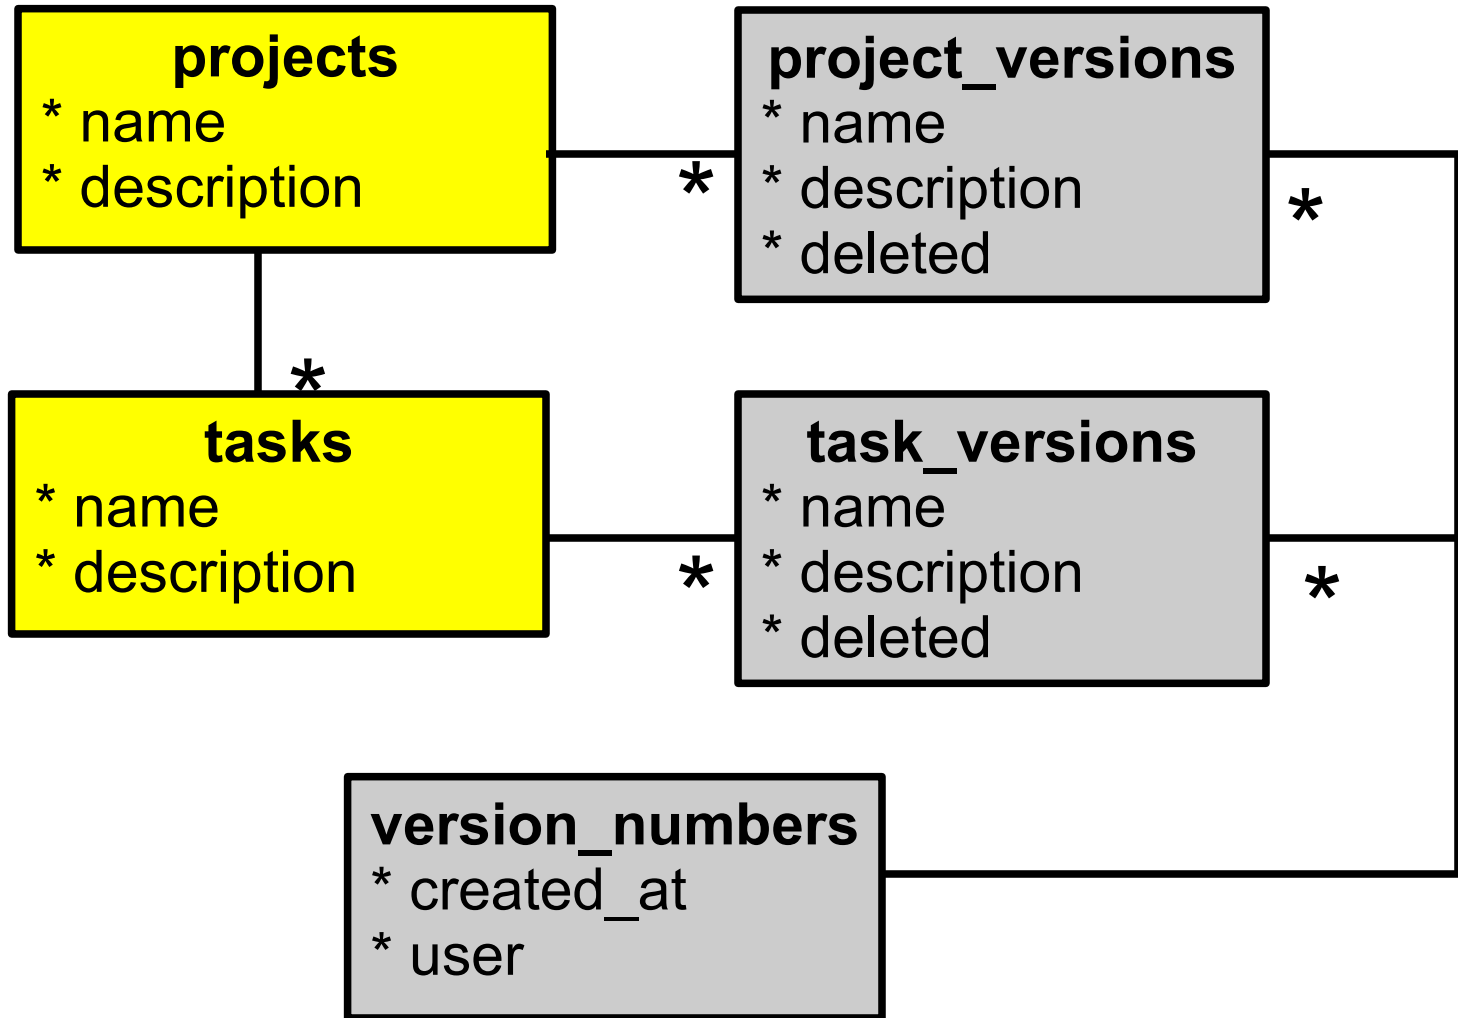 projects
* name
* description
*
project_versions
* name
* description
* deleted
*
*
tasks
* name
* description
*
task_versions
* name
* description
* deleted
*
version_numbers
* created_at
* user